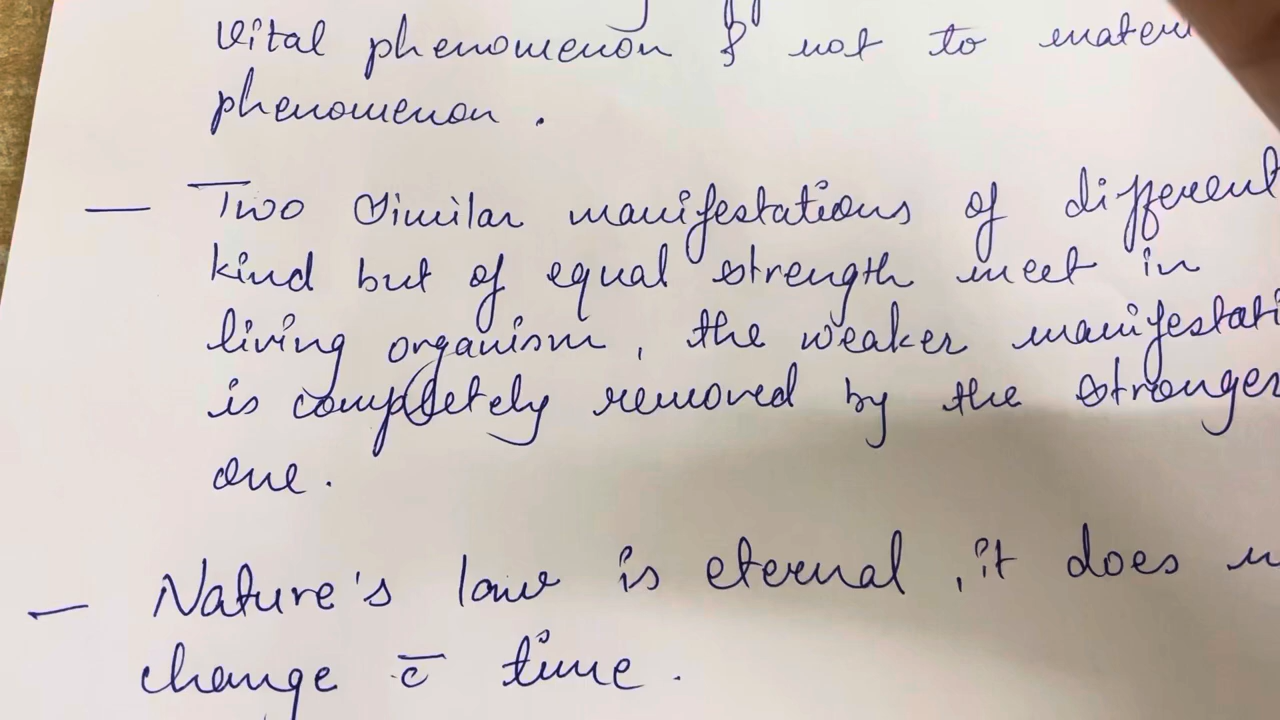 vital phenomenon & not to
phenomenon.
— Two similar manifestations of different
kind but of equal strength meet in
living organism, the weaker manifestati
is completely removed by the stronger
one.
— Nature's law is eternal, it does
change c̅ time.